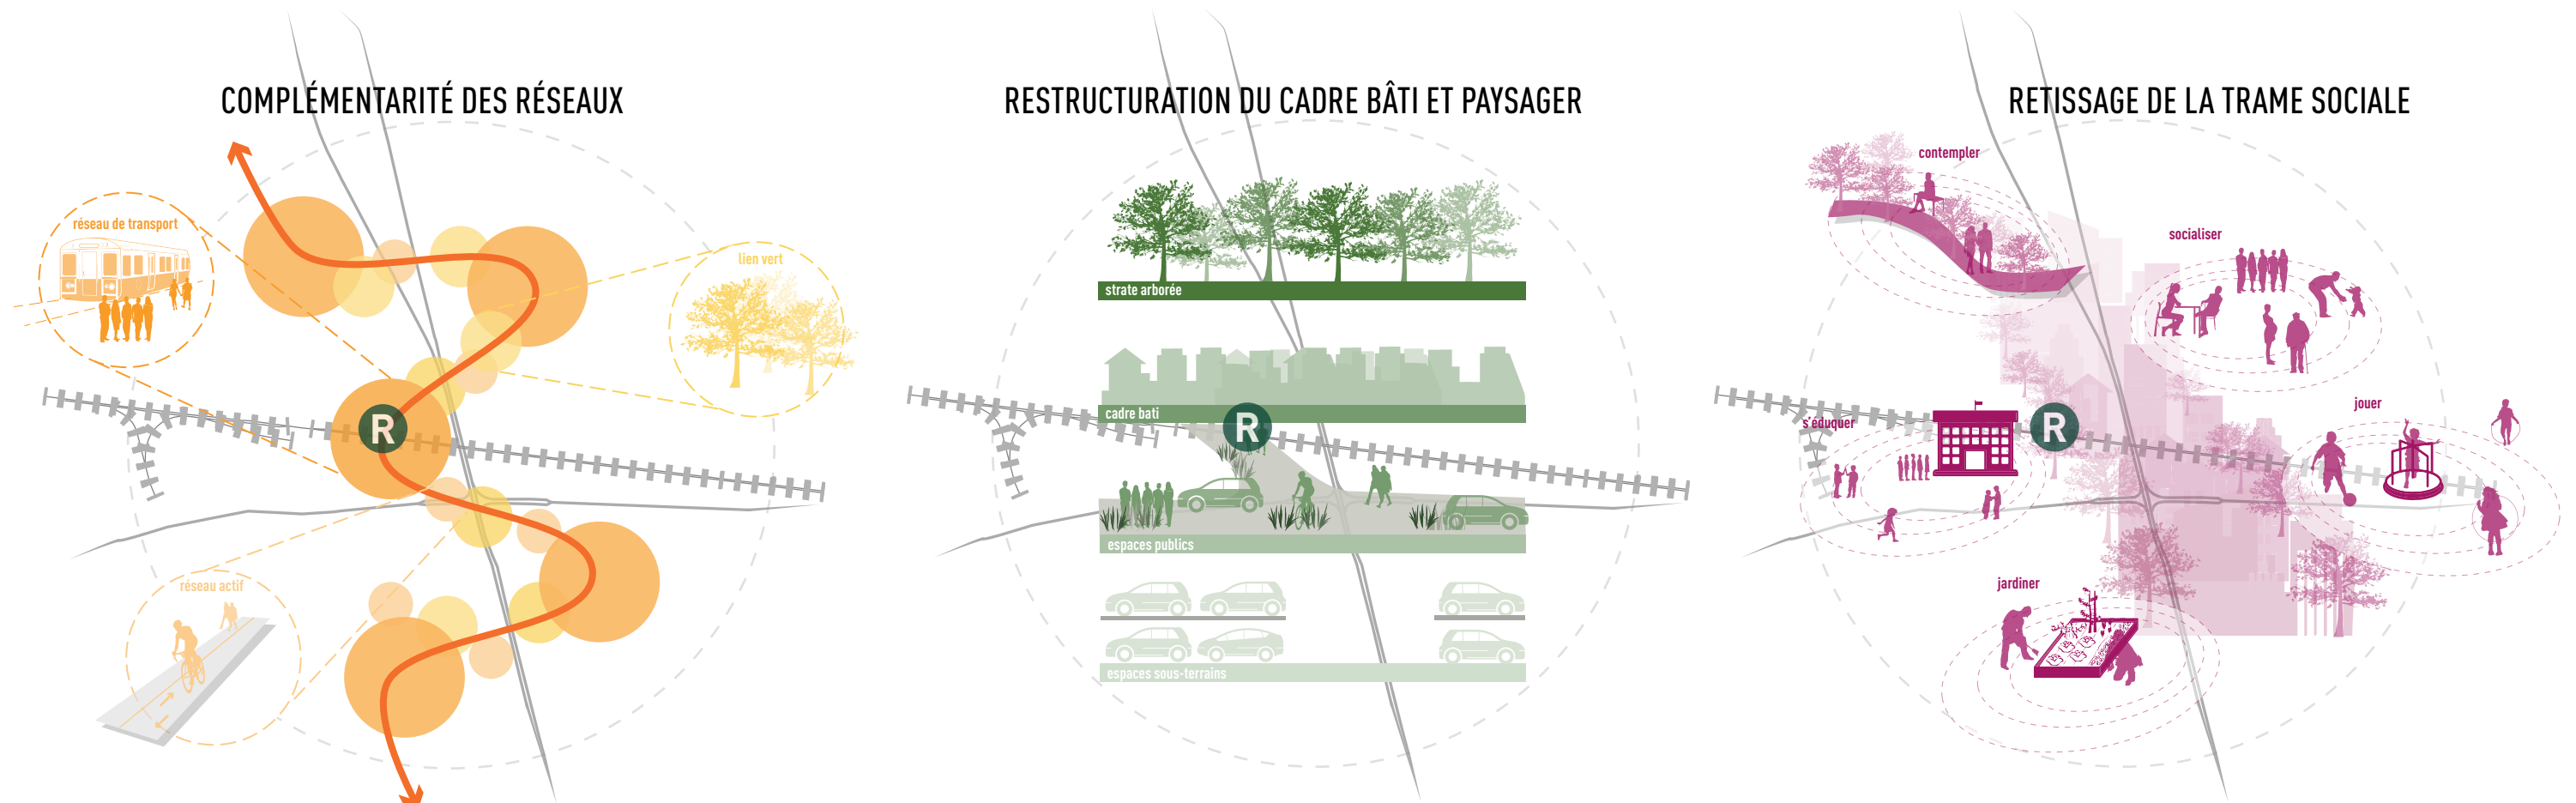 COMPLÉMENTARITÉ DES RÉSEAUX
réseau de transport
lien vert
R
réseau actif
RESTRUCTURATION DU CADRE BÂTI ET PAYSAGER
strate arborée
cadre bati
R
espaces publics
espaces sous-terrains
RETISSAGE DE LA TRAME SOCIALE
contempler
socialiser
jouer
s'éduquer
R
jardiner